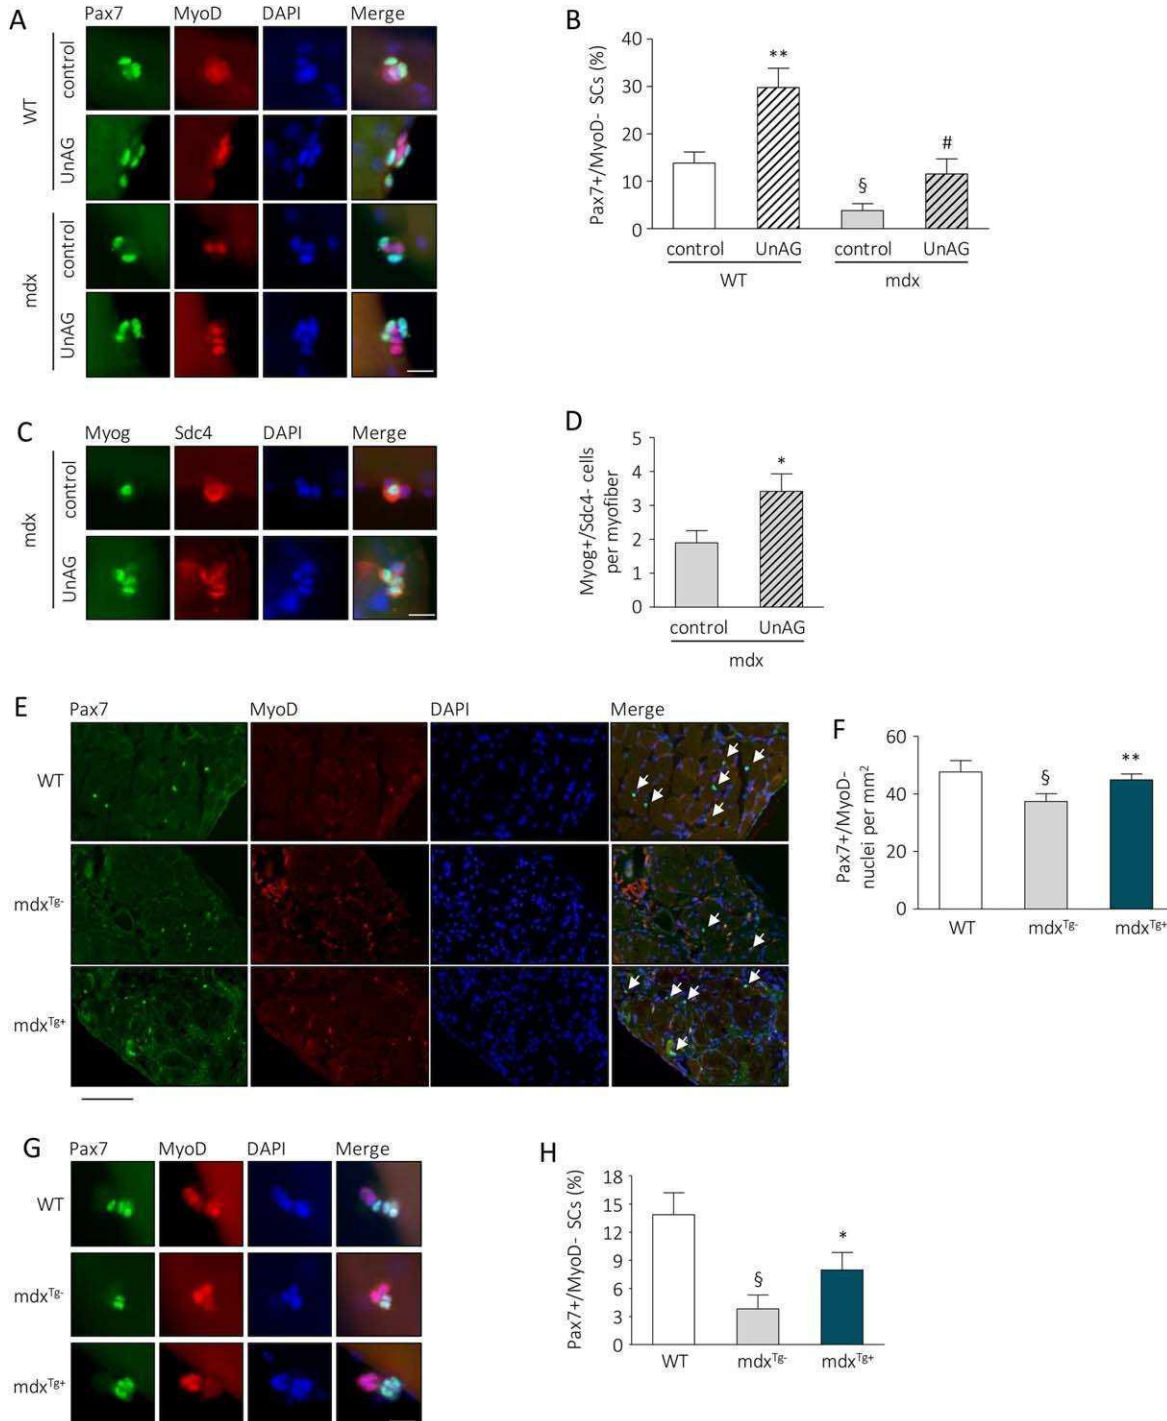 A
Pax7 MyoD DAPI Merge
WT
control
UnAG
mdx
control
UnAG
B
Pax7+/MyoD- SCs (%)
40
30
20
10
0
** § #
control UnAG control UnAG
WT mdx
C
Myog Sdc4 DAPI Merge
mdx
control
UnAG
D
Myog+/Sdc4- cells
per myofiber
5
4
3
2
1
0
*
control UnAG
mdx
E
Pax7 MyoD DAPI Merge
WT
mdxTg-
mdxTg+
F
Pax7+/MyoD-
nuclei per mm²
60
40
20
0
§ **
WT mdxTg- mdxTg+
G
Pax7 MyoD DAPI Merge
WT
mdxTg-
mdxTg+
H
Pax7+/MyoD- SCs (%)
18
15
12
9
6
3
0
§ *
WT mdxTg- mdxTg+